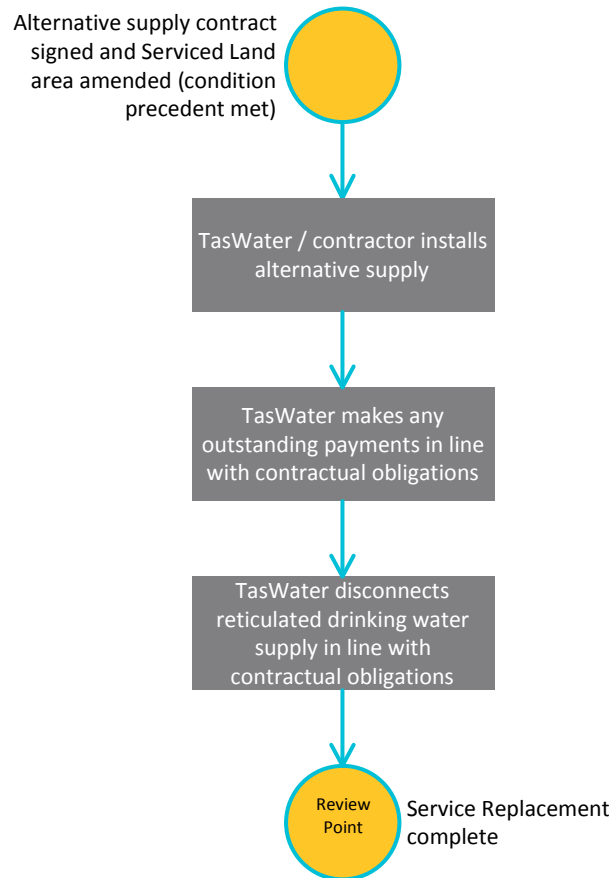 Alternative supply contract
signed and Serviced Land
area amended (condition
precedent met)
TasWater / contractor installs
alternative supply
TasWater makes any
outstanding payments in line
with contractual obligations
TasWater disconnects
reticulated drinking water
supply in line with
contractual obligations
Review
Point
Service Replacement
complete